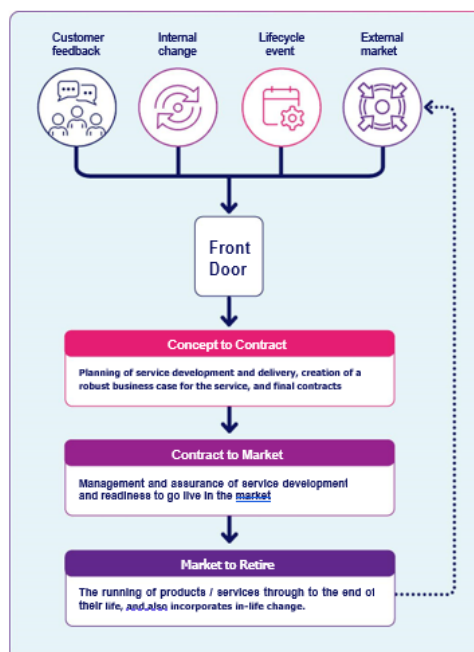 Customer feedback
Internal change
Lifecycle event
External market
Front
Door
Concept to Contract
Planning of service development and delivery, creation of a
robust business case for the service, and final contracts
Contract to Market
Management and assurance of service development
and readiness to go live in the market
Market to Retire
The running of products / services through to the end of
their life, and also incorporates in-life change.